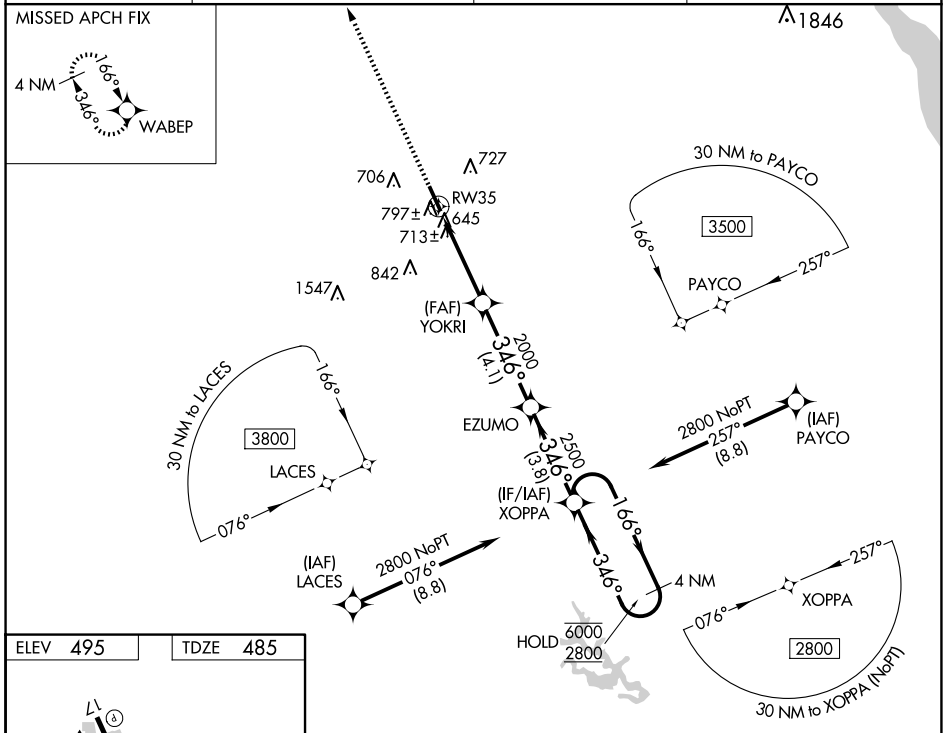 MISSED APCH FIX
4 NM
166°
346°
WABEP
1846
727
706
RW35
797±
645
713±
842
1547
30 NM to PAYCO
3500
166°
257°
PAYCO
(FAF)
YOKRI
2000
346°
(4.1)
EZUMO
30 NM to LACES
166°
3800
LACES
076°
2800 NoPT
257°
(8.8)
(IAF)
PAYCO
2500
346°
(3.8)
(IF/IAF)
XOPPA
166°
346°
4 NM
(IAF)
LACES
2800 NoPT
076°
(8.8)
HOLD
6000
2800
257°
XOPPA
076°
2800
30 NM to XOPPA (NoPT)
ELEV 495
TDZE 485
17
P